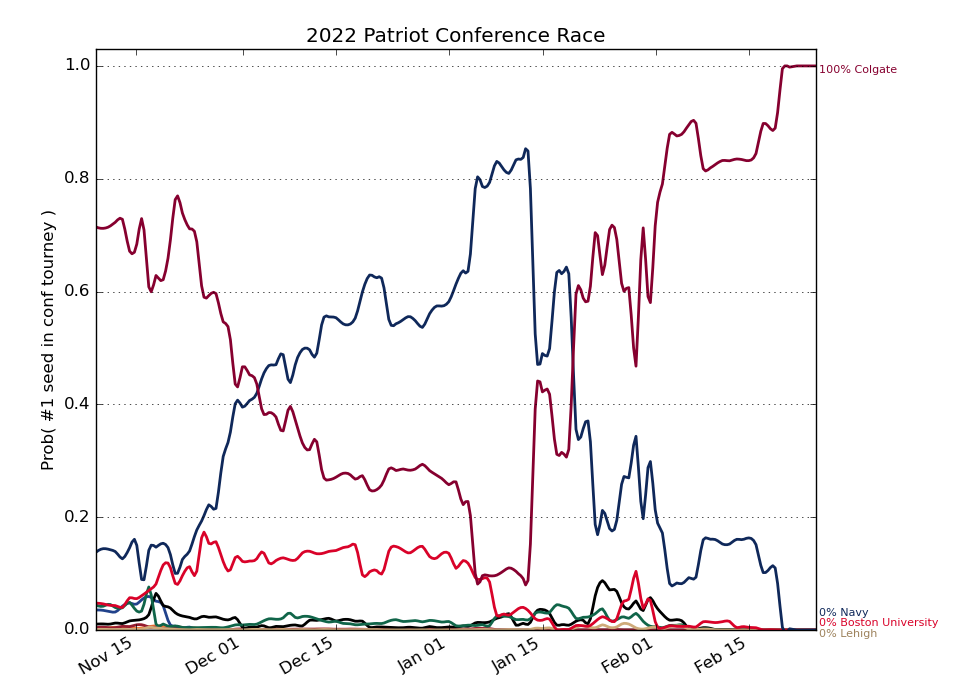 2022 Patriot Conference Race
Prob( #1 seed in conf tourney )
1.0
0.8
0.6
0.4
0.2
0.0
Nov 15
Dec 01
Dec 15
Jan 01
Jan 15
Feb 01
Feb 15
100% Colgate
0% Navy
0% Boston University
0% Lehigh